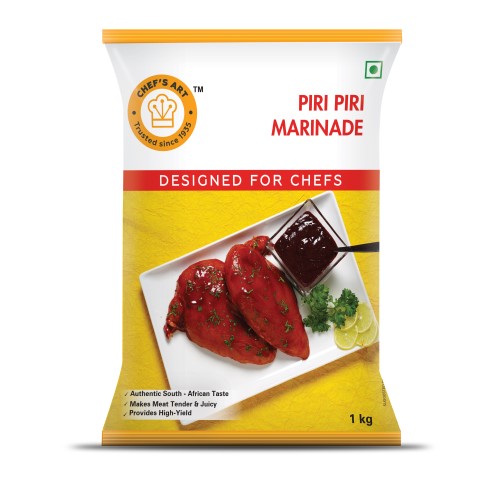 CHEF'S ART
Trusted since 1935
TM
PIRI PIRI
MARINADE
DESIGNED FOR CHEFS
✓ Authentic South - African Taste
✓ Makes Meat Tender & Juicy
✓ Provides High-Yield
1 kg